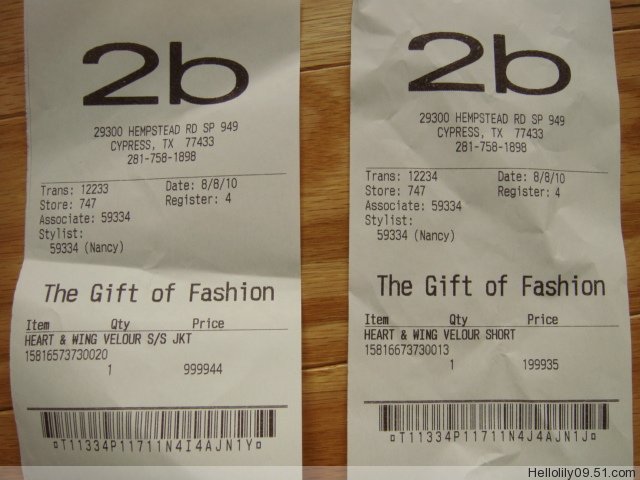 2b
29300 HEMPSTEAD RD SP 949
CYPRESS, TX 77433
281-758-1898
Trans: 12233 Date: 8/8/10
Store: 747 Register: 4
Associate: 59334
Stylist:
59334 (Nancy)
The Gift of Fashion
Item Qty Price
HEART & WING VELOUR S/S JKT
15816573730020
1 999944
¤T11334P11711N4I4AJN1Y¤
2b
29300 HEMPSTEAD RD SP 949
CYPRESS, TX 77433
281-758-1898
Trans: 12234 Date: 8/8/10
Store: 747 Register: 4
Associate: 59334
Stylist:
59334 (Nancy)
The Gift of Fashion
Item Qty Price
HEART & WING VELOUR SHORT
15816673730013
1 199935
¤T11334P11711N4J4AJN1J¤
Hellolily09.51.com